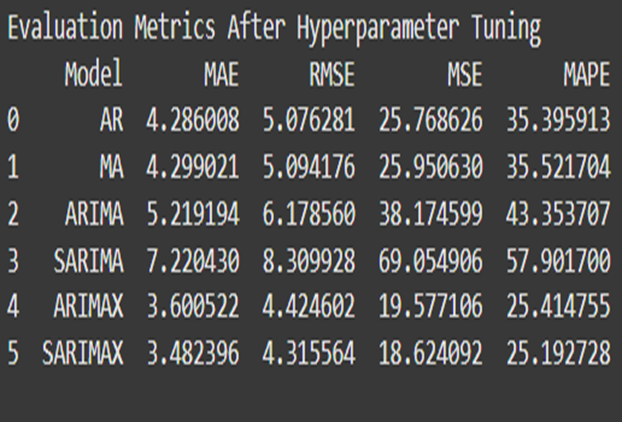 Evaluation Metrics After Hyperparameter Tuning
Model MAE RMSE MSE MAPE
0 AR 4.286008 5.076281 25.768626 35.395913
1 MA 4.299021 5.094176 25.950630 35.521704
2 ARIMA 5.219194 6.178560 38.174599 43.353707
3 SARIMA 7.220430 8.309928 69.054906 57.901700
4 ARIMAX 3.600522 4.424602 19.577106 25.414755
5 SARIMAX 3.482396 4.315564 18.624092 25.192728